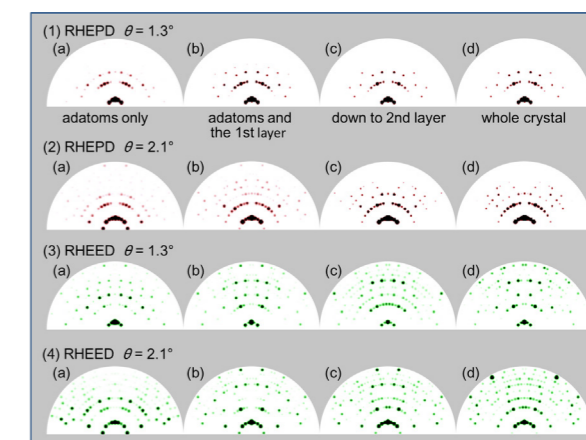 (1) RHEPD θ = 1.3°
(a) (b) (c) (d)
adatoms only adatoms and the 1st layer down to 2nd layer whole crystal
(2) RHEPD θ = 2.1°
(a) (b) (c) (d)
(3) RHEED θ = 1.3°
(a) (b) (c) (d)
(4) RHEED θ = 2.1°
(a) (b) (c) (d)